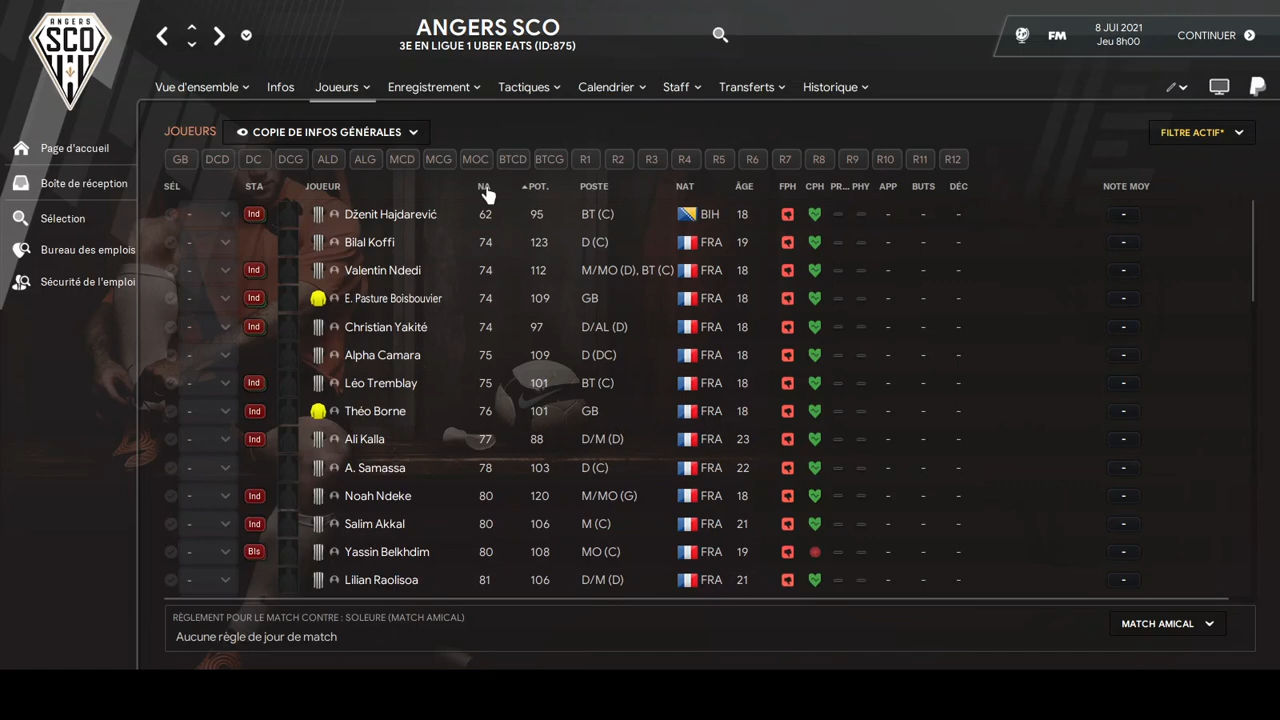 ANGERS
SCO
ANGERS SCO
3E EN LIGUE 1 UBER EATS (ID:875)
FM
8 JUI 2021
Jeu 8h00
CONTINUER
Vue d'ensemble Infos Joueurs Enregistrement Tactiques Calendrier Staff Transferts Historique
Page d'accueil
Boîte de réception
Sélection
Bureau des emplois
Sécurité de l'emploi
JOUEURS COPIE DE INFOS GÉNÉRALES FILTRE ACTIF*
GB DCD DC DCG ALD ALG MCD MCG MOC BTCD BTCG R1 R2 R3 R4 R5 R6 R7 R8 R9 R10 R11 R12
SÉL STA JOUEUR NA POT. POSTE NAT ÂGE FPH CPH PR... PHY APP BUTS DÉC NOTE MOY
- Ind Dženit Hajdarević 62 95 BT (C) BIH 18 - - - -
- Bilal Koffi 74 123 D (C) FRA 19 - - - -
- Ind Valentin Ndedi 74 112 M/MO (D), BT (C) FRA 18 - - - -
- Ind E. Pasture Boisbouvier 74 109 GB FRA 18 - - - -
- Ind Christian Yakité 74 97 D/AL (D) FRA 18 - - - -
- Alpha Camara 75 109 D (DC) FRA 18 - - - -
- Ind Léo Tremblay 75 101 BT (C) FRA 18 - - - -
- Ind Théo Borne 76 101 GB FRA 18 - - - -
- Ind Ali Kalla 77 88 D/M (D) FRA 23 - - - -
- A. Samassa 78 103 D (C) FRA 22 - - - -
- Ind Noah Ndeke 80 120 M/MO (G) FRA 18 - - - -
- Ind Salim Akkal 80 106 M (C) FRA 21 - - - -
- Bls Yassin Belkhdim 80 108 MO (C) FRA 19 - - - -
- Lilian Raolisoa 81 106 D/M (D) FRA 21 - - - -
RÈGLEMENT POUR LE MATCH CONTRE : SOLEURE (MATCH AMICAL)
Aucune règle de jour de match
MATCH AMICAL